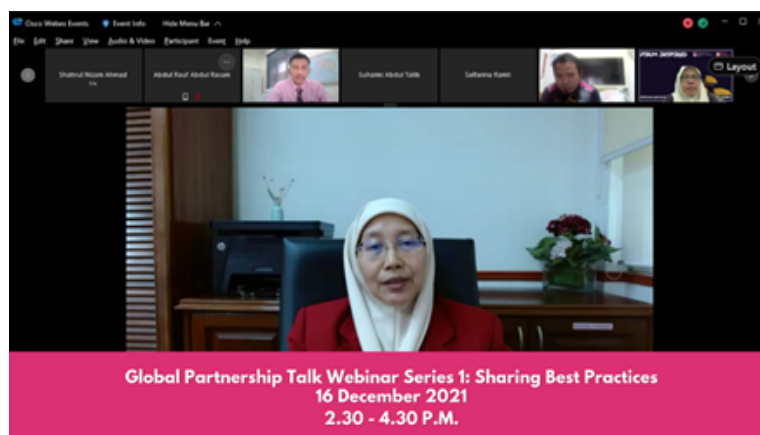 Cisco Webex Events
Event Info
Hide Menu Bar
File Edit Share View Audio & Video Participant Event Help
Shahrul Nizam Ahmad
Abdul Rauf Abdul Rasam
Suhaimi Abdul Talib
Salfarina Ramli
Layout
Global Partnership Talk Webinar Series 1: Sharing Best Practices
16 December 2021
2.30 - 4.30 P.M.